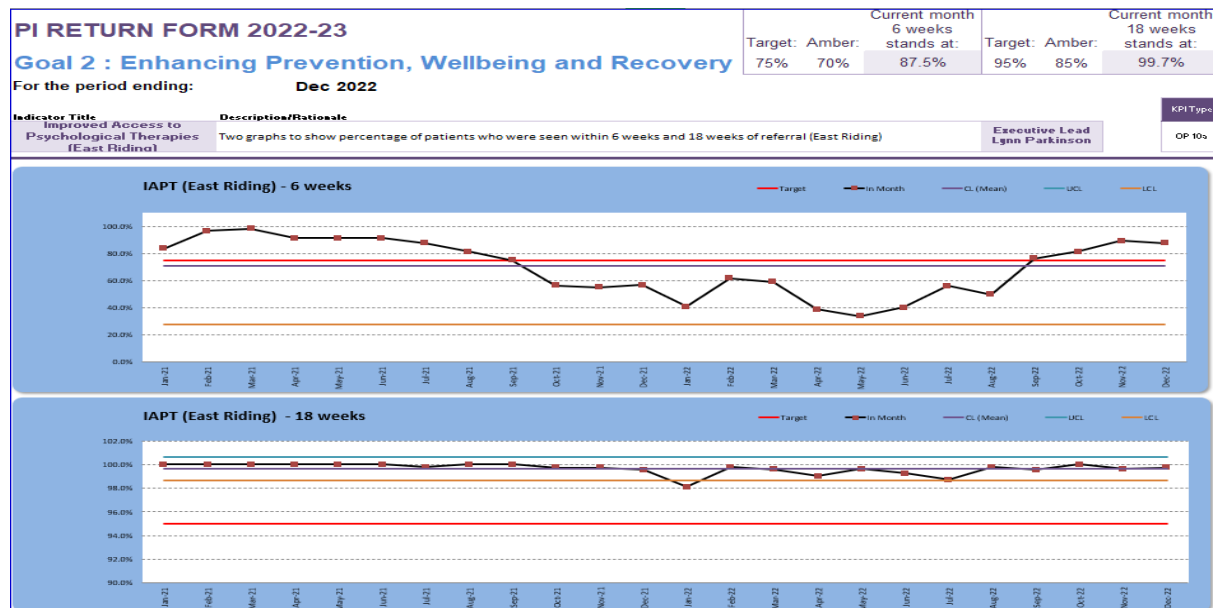 PI RETURN FORM 2022-23
Goal 2 : Enhancing Prevention, Wellbeing and Recovery
Target: Amber: Current month 6 weeks stands at: Target: Amber: Current month 18 weeks stands at:
75% 70% 87.5% 95% 85% 99.7%
For the period ending: Dec 2022
Indicator Title Description/Rationale KPI Type
Improved Access to
Psychological Therapies
(East Riding)
Two graphs to show percentage of patients who were seen within 6 weeks and 18 weeks of referral (East Riding)
Executive Lead
Lynn Parkinson
OP 10a
IAPT (East Riding) - 6 weeks
Target In Month CL (Mean) UCL LCL
100.0%
80.0%
60.0%
40.0%
20.0%
0.0%
Jan-21 Feb-21 Mar-21 Apr-21 May-21 Jun-21 Jul-21 Aug-21 Sep-21 Oct-21 Nov-21 Dec-21 Jan-22 Feb-22 Mar-22 Apr-22 May-22 Jun-22 Jul-22 Aug-22 Sep-22 Oct-22 Nov-22 Dec-22
IAPT (East Riding) - 18 weeks
Target In Month CL (Mean) UCL LCL
102.0%
100.0%
98.0%
96.0%
94.0%
92.0%
90.0%
Jan-21 Feb-21 Mar-21 Apr-21 May-21 Jun-21 Jul-21 Aug-21 Sep-21 Oct-21 Nov-21 Dec-21 Jan-22 Feb-22 Mar-22 Apr-22 May-22 Jun-22 Jul-22 Aug-22 Sep-22 Oct-22 Nov-22 Dec-22